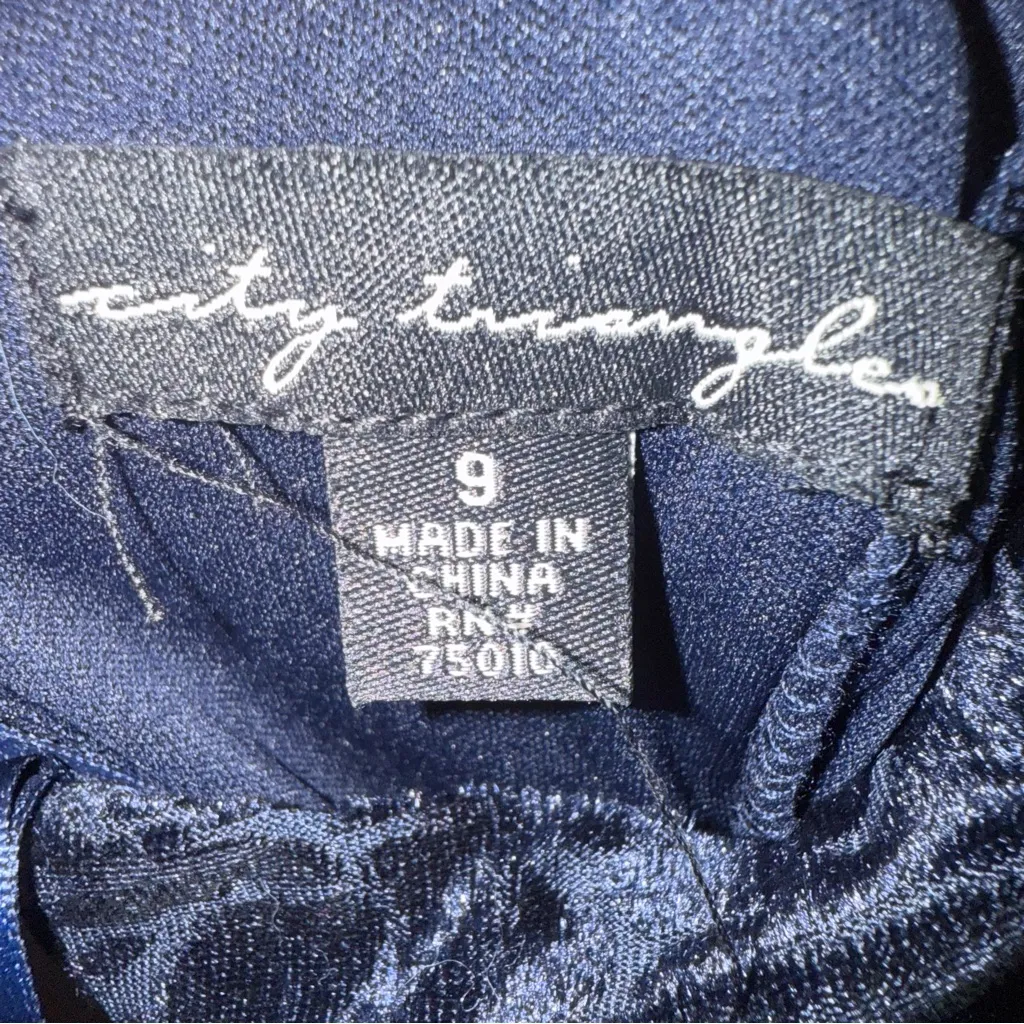 city triangles
9
MADE IN
CHINA
RN#
75010